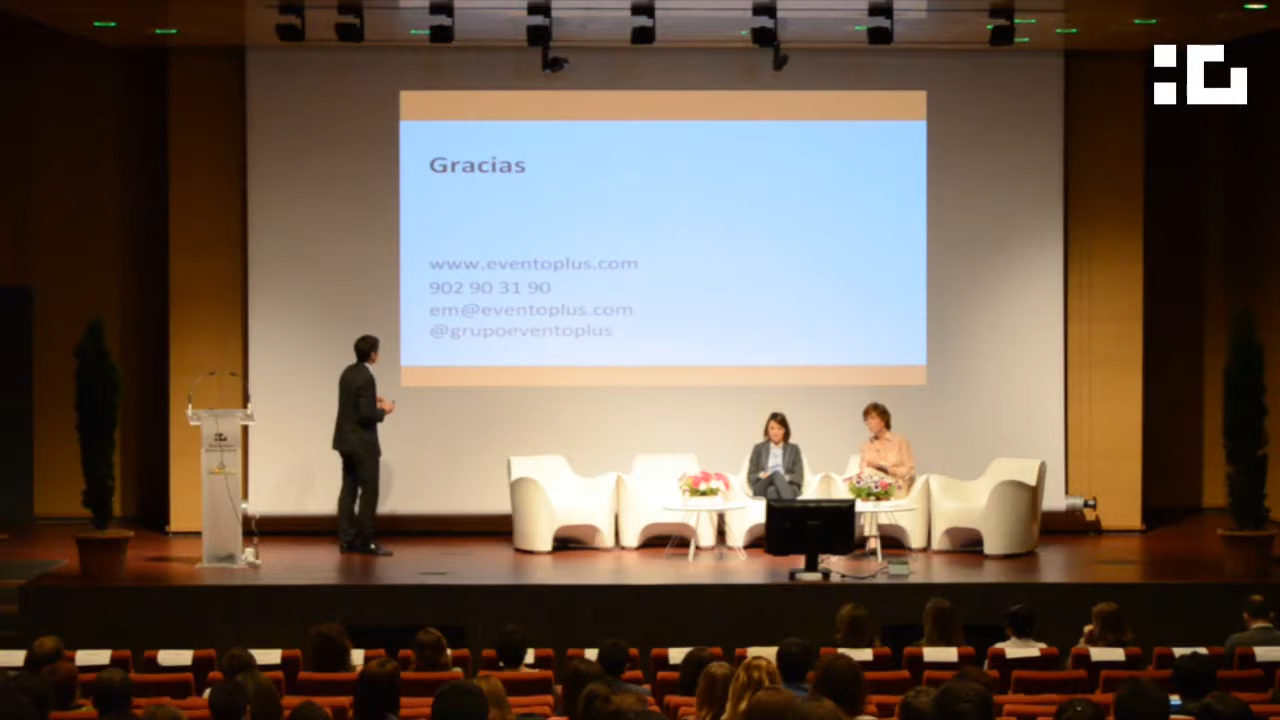 Gracias
www.eventoplus.com
902 90 31 90
em@eventoplus.com
@grupoeventoplus